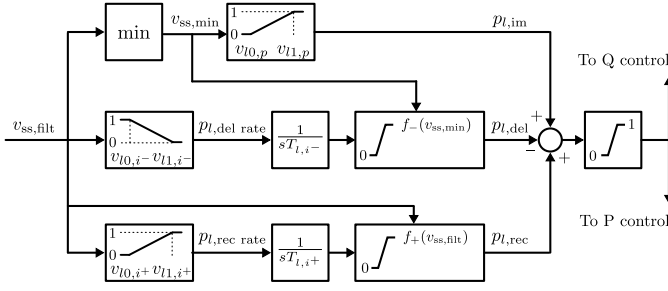 min
v_{ss,min}
1
0
v_{l0,p} v_{l1,p}
p_{l,im}
To Q control
v_{ss,filt}
1
0
v_{l0,i^-} v_{l1,i^-}
p_{l,del rate}
1
sT_{l,i^-}
f_-(v_{ss,min})
0
p_{l,del}
+
−
+
1
0
To P control
1
0
v_{l0,i^+} v_{l1,i^+}
p_{l,rec rate}
1
sT_{l,i^+}
f_+(v_{ss,filt})
0
p_{l,rec}